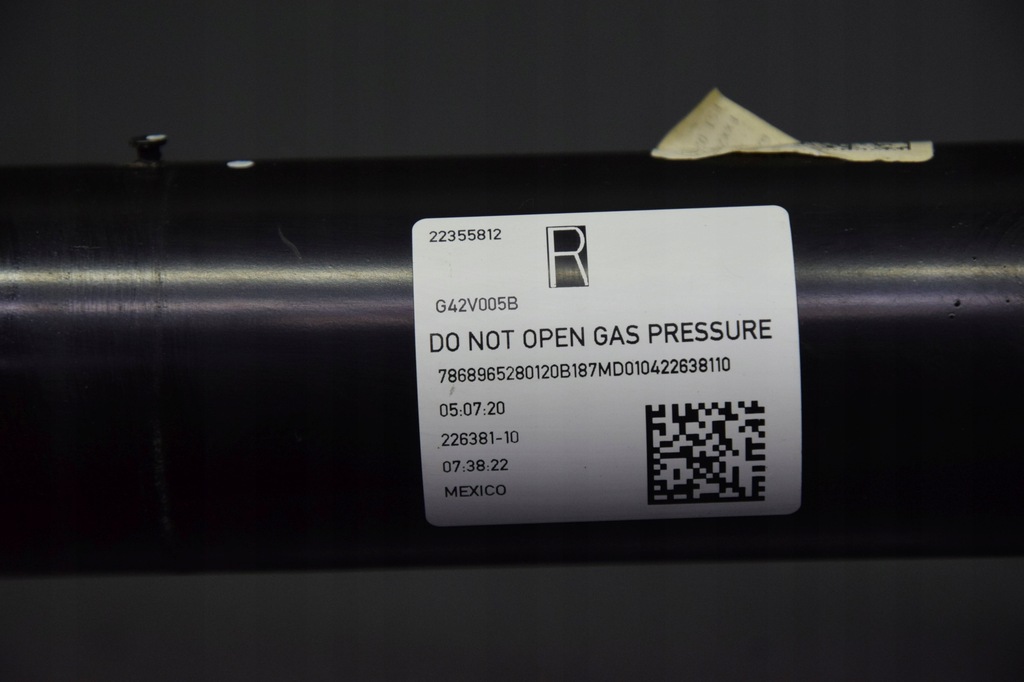 22355812
R
G42V005B
DO NOT OPEN GAS PRESSURE
7868965280120B187MD010422638110
05:07:20
226381-10
07:38:22
MEXICO